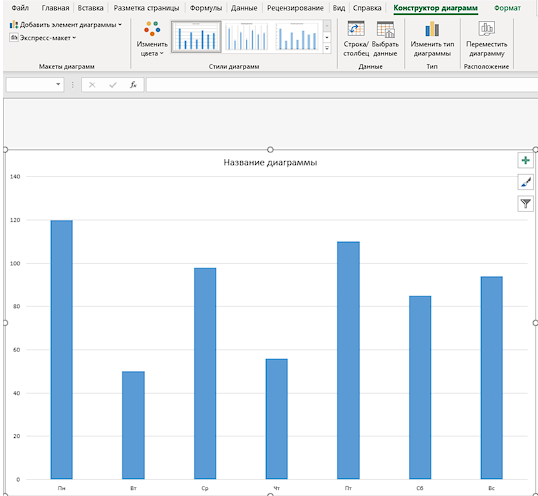 Файл Главная Вставка Разметка страницы Формулы Данные Рецензирование Вид Справка Конструктор диаграмм Формат
Добавить элемент диаграммы
Экспресс-макет
Изменить цвета
Строка/столбец
Выбрать данные
Изменить тип диаграммы
Переместить диаграмму
Макеты диаграмм Стили диаграмм Данные Тип Расположение
fx
Название диаграммы
140
120
100
80
60
40
20
0
Пн Вт Ср Чт Пт Сб Вс